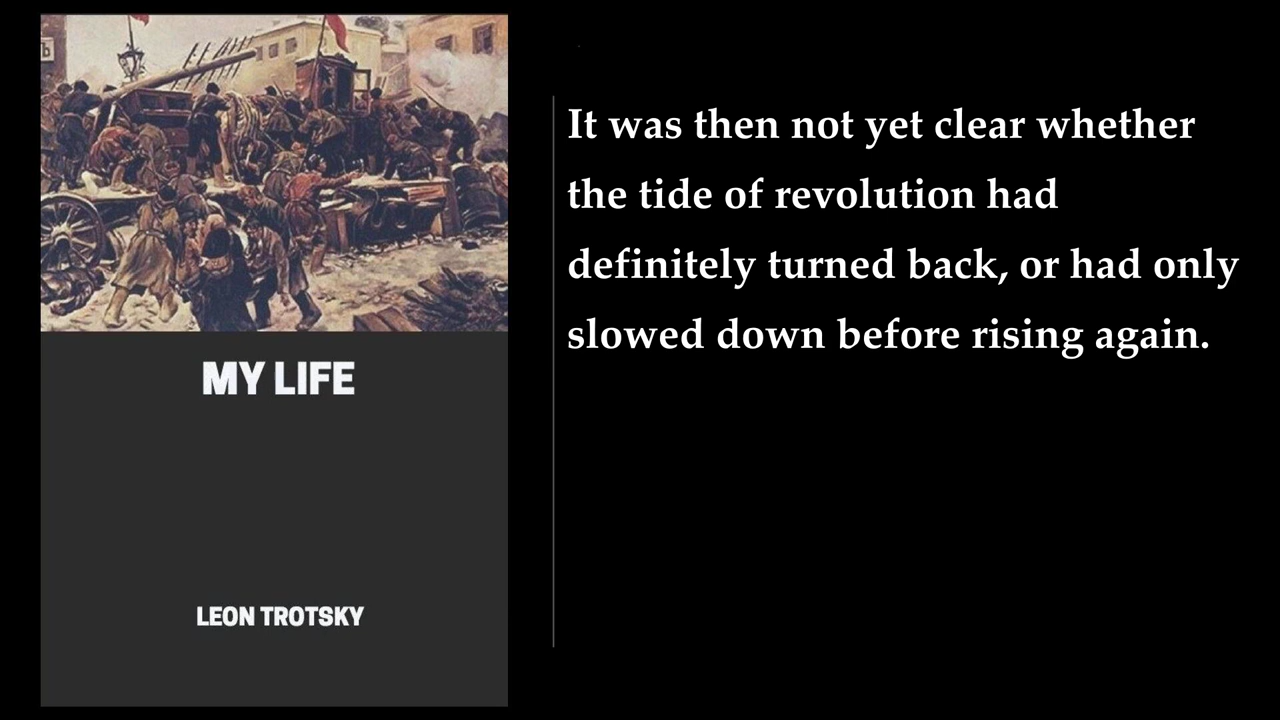 MY LIFE
LEON TROTSKY
It was then not yet clear whether
the tide of revolution had
definitely turned back, or had only
slowed down before rising again.